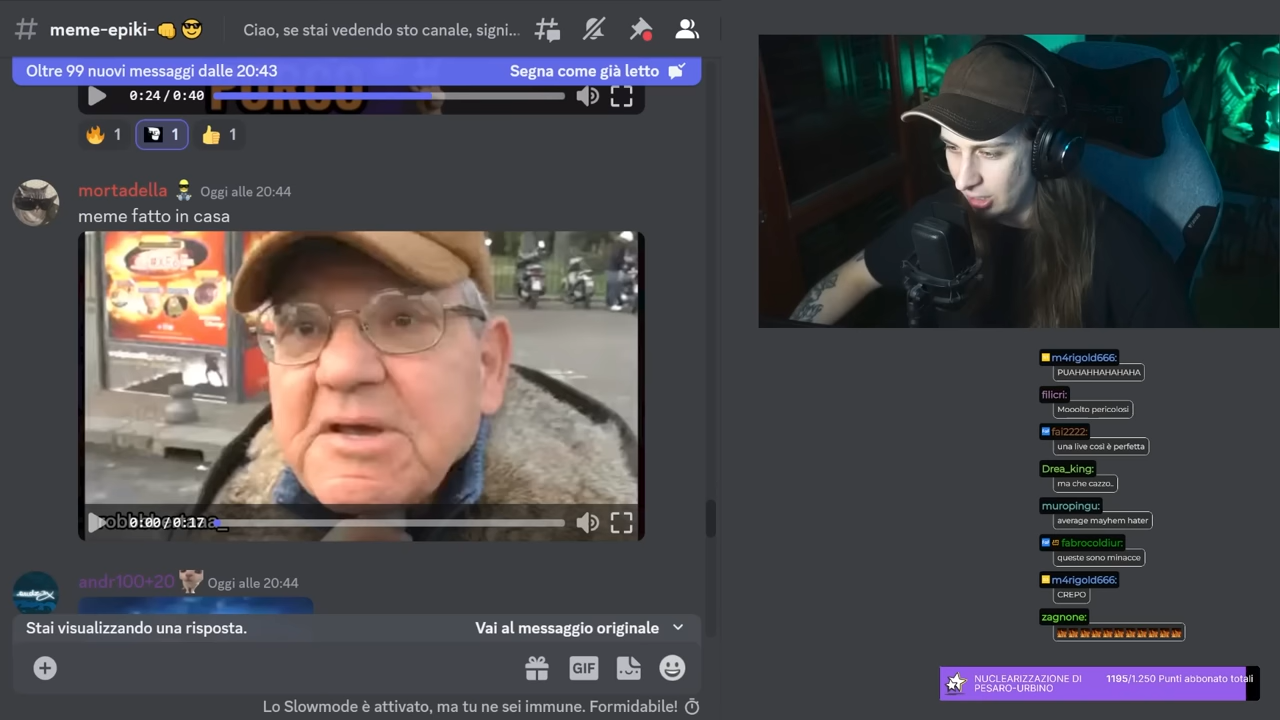 meme-epiki-👊😎
Ciao, se stai vedendo sto canale, signi...
Oltre 99 nuovi messaggi dalle 20:43
Segna come già letto
PORCO
0:24/0:40
🔥 1
1
👍 1
mortadella
Oggi alle 20:44
meme fatto in casa
0:00/0:17
andr100+20
Oggi alle 20:44
Stai visualizzando una risposta.
Vai al messaggio originale
GIF
Lo Slowmode è attivato, ma tu ne sei immune. Formidabile!
m4rigold666:
PUAHAHHAHAHAHA
filicri:
Mooolto pericolosi
fai2222:
una live così è perfetta
Drea_king:
ma che cazzo..
muropingu:
average mayhem hater
fabrocoldiur:
queste sono minacce
m4rigold666:
CREPO
zagnone:
NUCLEARIZZAZIONE DI
PESARO-URBINO
1195/1.250 Punti abbonato totali